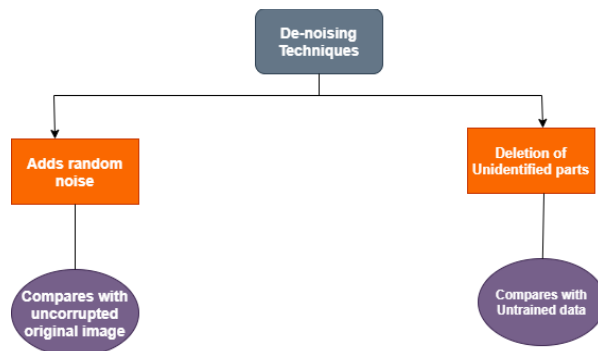 De-noising
Techniques
Adds random
noise
Deletion of
Unidentified parts
Compares with
uncorrupted
original image
Compares with
Untrained data